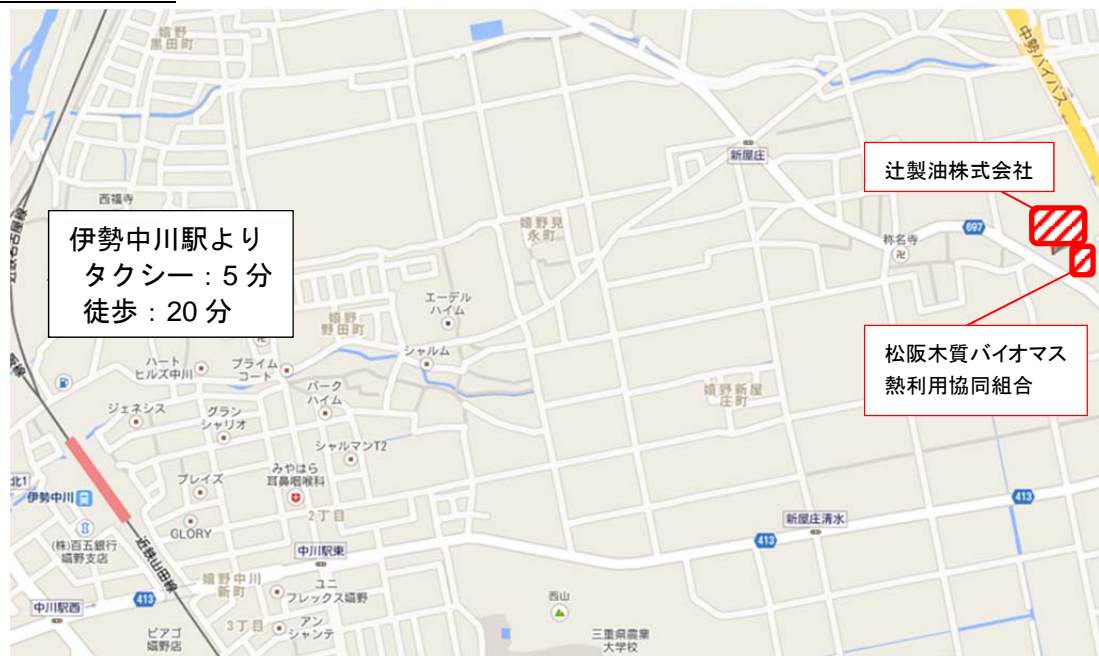 嬉野
黒田町
中勢バイパス
新屋庄
辻製油株式会社
西福寺
伊勢中川駅より
タクシー：5 分
徒歩：20 分
嬉野見
永町
称名寺
697
エーデル
ハイム
嬉野
野田町
シャルム
ハート
ヒルズ中川
プライム
コート
松阪木質バイオマス
熱利用協同組合
パーク
ハイム
嬉野新屋
庄町
ジェネシス
グラン
シャリオ
シャルマンT2
みやはら
耳鼻咽喉科
プレイズ
北1
伊勢中川
413
2丁目
新屋庄清水
GLORY
413
(株)百五銀行
嬉野支店
中川駅東
近鉄山田線
嬉野中川
新町
ユニ
フレックス嬉野
413
中川駅西
西山
3丁目
アン
シャンテ
ピアゴ
嬉野店
三重県農業
大学校